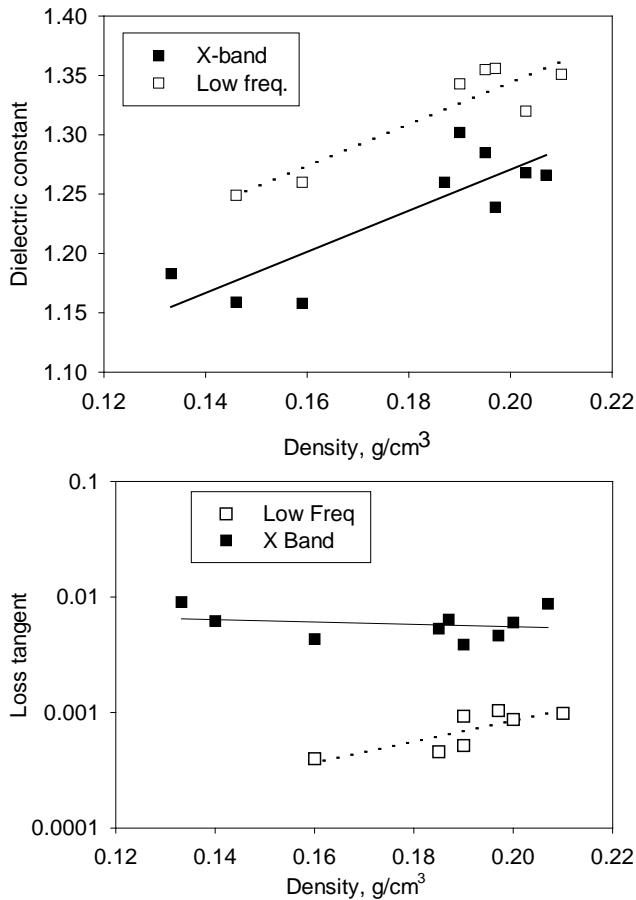 X-band
Low freq.
Dielectric constant
1.40
1.35
1.30
1.25
1.20
1.15
1.10
0.12 0.14 0.16 0.18 0.20 0.22
Density, g/cm³
Low Freq
X Band
Loss tangent
0.1
0.01
0.001
0.0001
0.12 0.14 0.16 0.18 0.20 0.22
Density, g/cm³